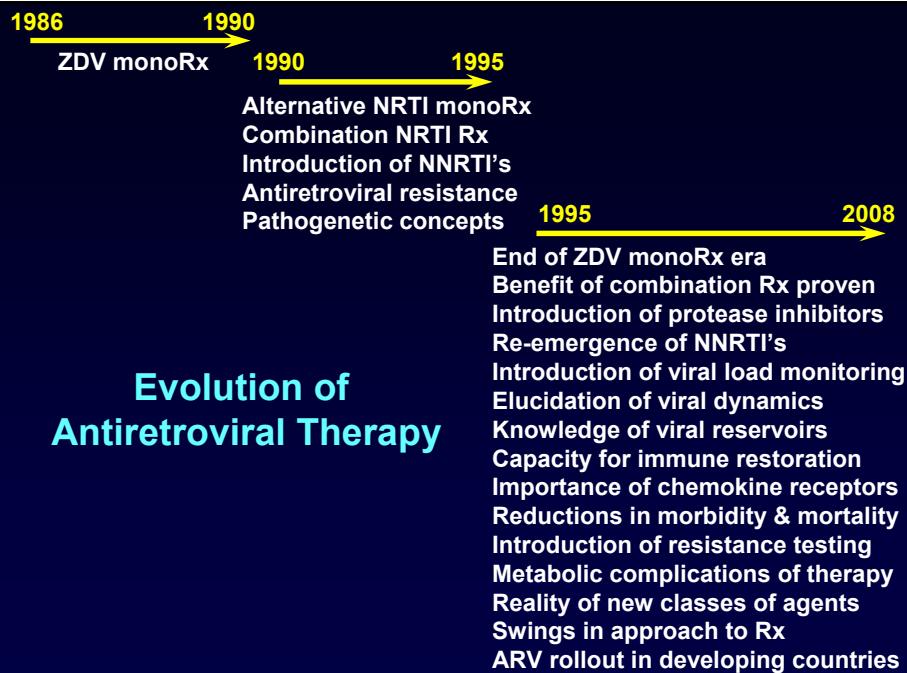 1986 1990
ZDV monoRx
1990 1995
Alternative NRTI monoRx
Combination NRTI Rx
Introduction of NNRTI's
Antiretroviral resistance
Pathogenetic concepts
1995 2008
End of ZDV monoRx era
Benefit of combination Rx proven
Introduction of protease inhibitors
Re-emergence of NNRTI's
Introduction of viral load monitoring
Elucidation of viral dynamics
Knowledge of viral reservoirs
Capacity for immune restoration
Importance of chemokine receptors
Reductions in morbidity & mortality
Introduction of resistance testing
Metabolic complications of therapy
Reality of new classes of agents
Swings in approach to Rx
ARV rollout in developing countries
Evolution of
Antiretroviral Therapy